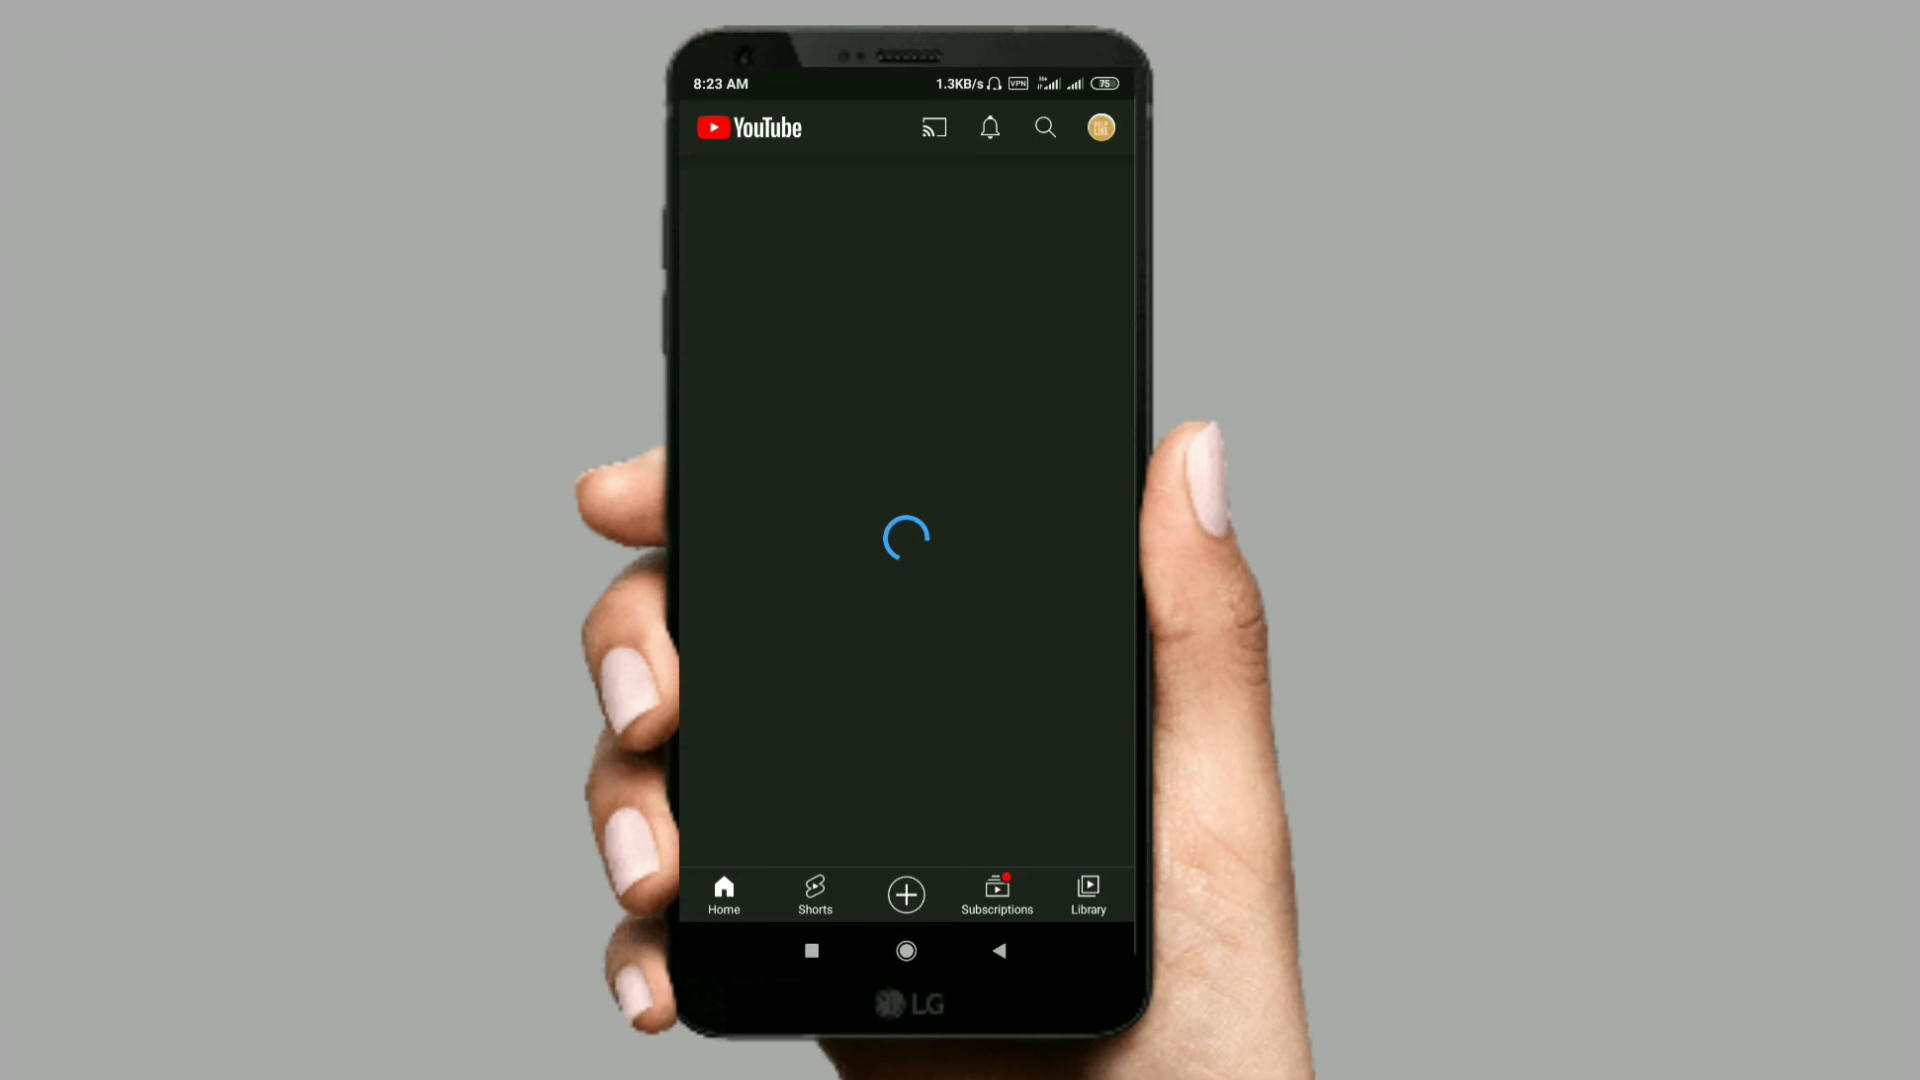 8:23 AM 1.3KB/s VPN H+ 75
YouTube
Home Shorts Subscriptions Library
LG